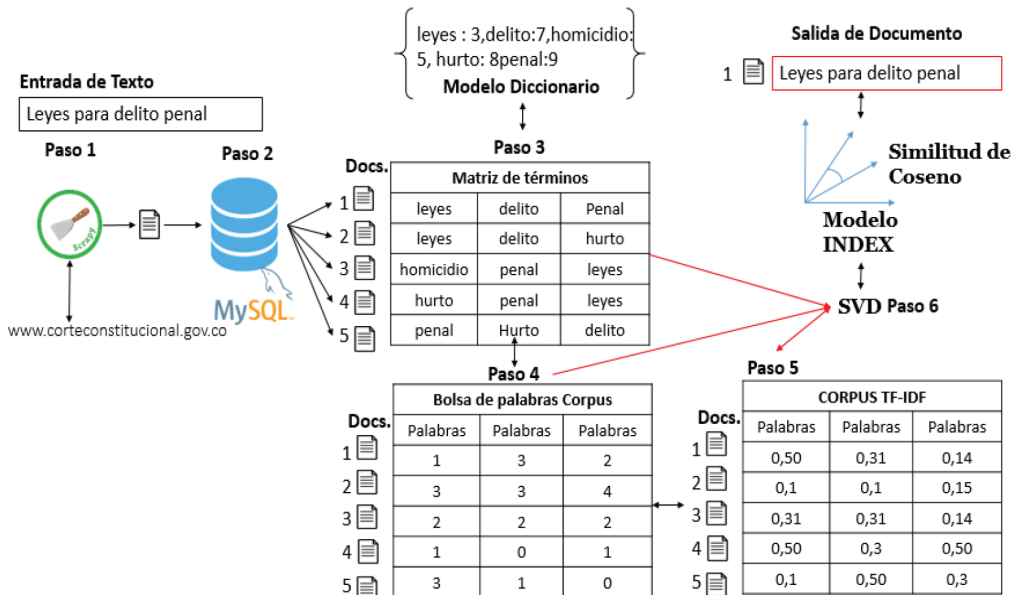 leyes : 3,delito:7,homicidio:
5, hurto: 8penal:9
Modelo Diccionario
Salida de Documento
1 Leyes para delito penal
Entrada de Texto
Leyes para delito penal
Paso 1
Paso 2
Paso 3
Scrapy
MySQL
www.corteconstitucional.gov.co
Docs.
1
2
3
4
5
Matriz de términos
leyes delito Penal
leyes delito hurto
homicidio penal leyes
hurto penal leyes
penal Hurto delito
Similitud de
Coseno
Modelo
INDEX
SVD Paso 6
Paso 4
Bolsa de palabras Corpus
Docs.
Palabras Palabras Palabras
1 1 3 2
2 3 3 4
3 2 2 2
4 1 0 1
5 3 1 0
Paso 5
CORPUS TF-IDF
Docs.
Palabras Palabras Palabras
1 0,50 0,31 0,14
2 0,1 0,1 0,15
3 0,31 0,31 0,14
4 0,50 0,3 0,50
5 0,1 0,50 0,3